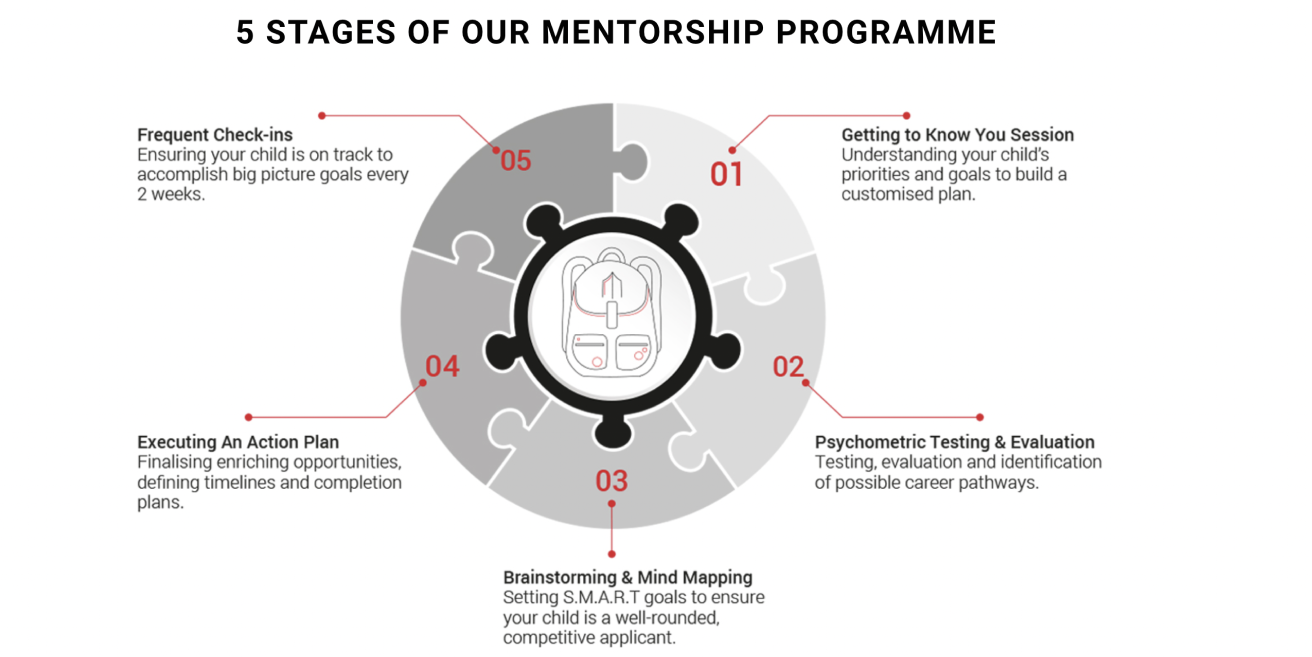 5 STAGES OF OUR MENTORSHIP PROGRAMME
01
Getting to Know You Session
Understanding your child's
priorities and goals to build a
customised plan.
02
Psychometric Testing & Evaluation
Testing, evaluation and identification
of possible career pathways.
03
Brainstorming & Mind Mapping
Setting S.M.A.R.T goals to ensure
your child is a well-rounded,
competitive applicant.
04
Executing An Action Plan
Finalising enriching opportunities,
defining timelines and completion
plans.
05
Frequent Check-ins
Ensuring your child is on track to
accomplish big picture goals every
2 weeks.